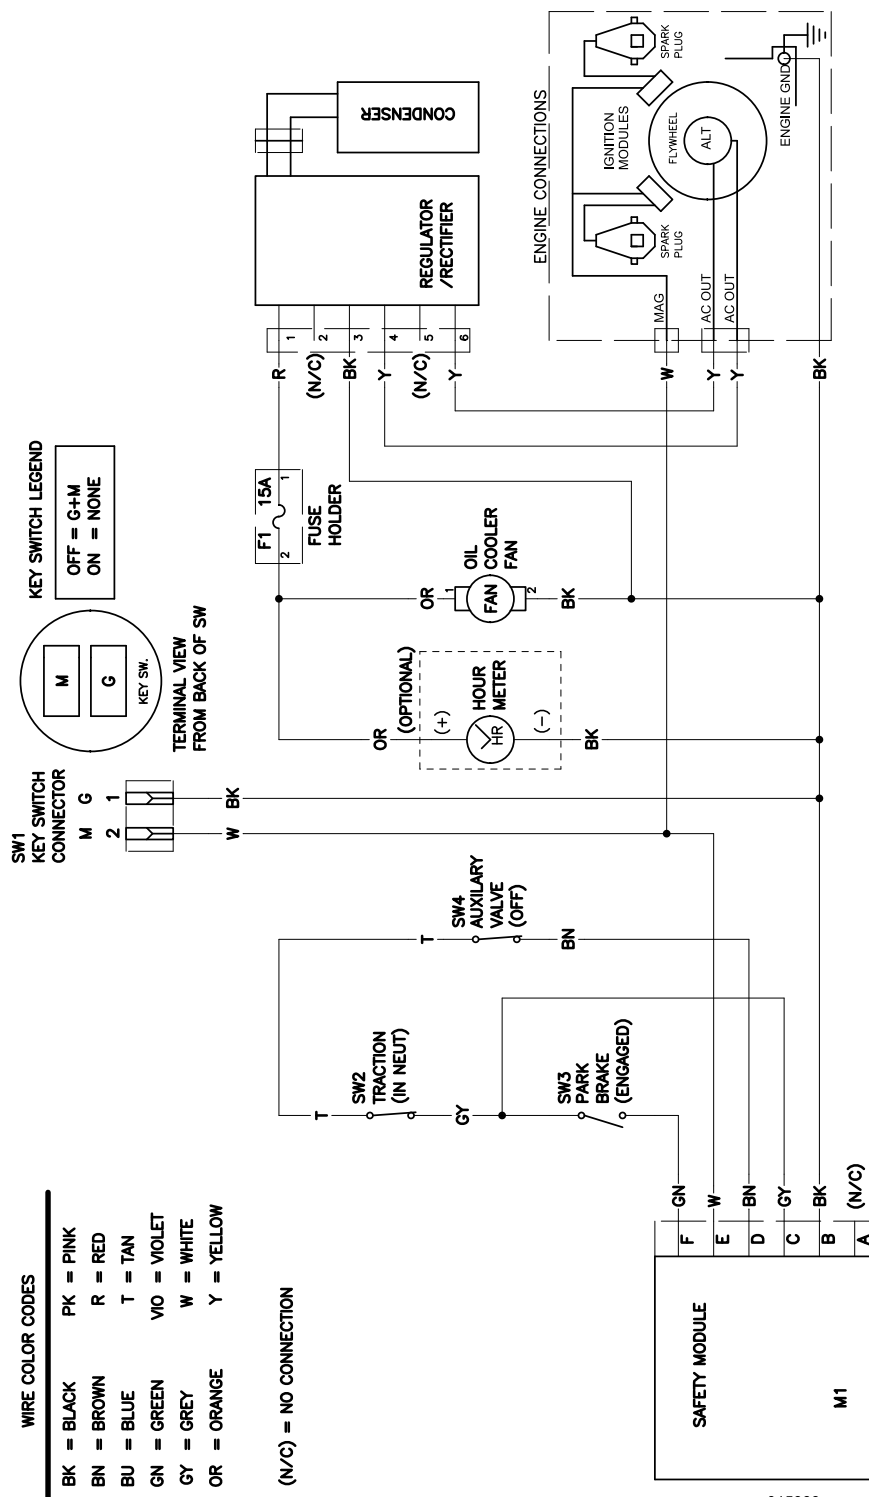 WIRE COLOR CODES
BK = BLACK
BN = BROWN
BU = BLUE
GN = GREEN
GY = GREY
OR = ORANGE
PK = PINK
R = RED
T = TAN
VIO = VIOLET
W = WHITE
Y = YELLOW
(N/C) = NO CONNECTION
SW1
KEY SWITCH
CONNECTOR
M G
2 1
W
BK
M
G
KEY SW.
TERMINAL VIEW
FROM BACK OF SW
KEY SWITCH LEGEND
OFF = G+M
ON = NONE
T
SW2
TRACTION
(IN NEUT)
GY
SW3
PARK
BRAKE
(ENGAGED)
T
SW4
AUXILARY
VALVE
(OFF)
BN
OR
(OPTIONAL)
(+)
HR
HOUR
METER
(-)
BK
OR
1
FAN
2
OIL
COOLER
FAN
BK
F1 15A
2 1
FUSE
HOLDER
R
(N/C)
BK
Y
(N/C)
Y
1
2
3
4
5
6
REGULATOR
/RECTIFIER
CONDENSER
ENGINE CONNECTIONS
SPARK
PLUG
SPARK
PLUG
IGNITION
MODULES
FLYWHEEL
ALT
ENGINE GND
MAG
AC OUT
AC OUT
W
Y
Y
BK
GN
W
BN
GY
BK
(N/C)
F
E
D
C
B
A
SAFETY MODULE
M1